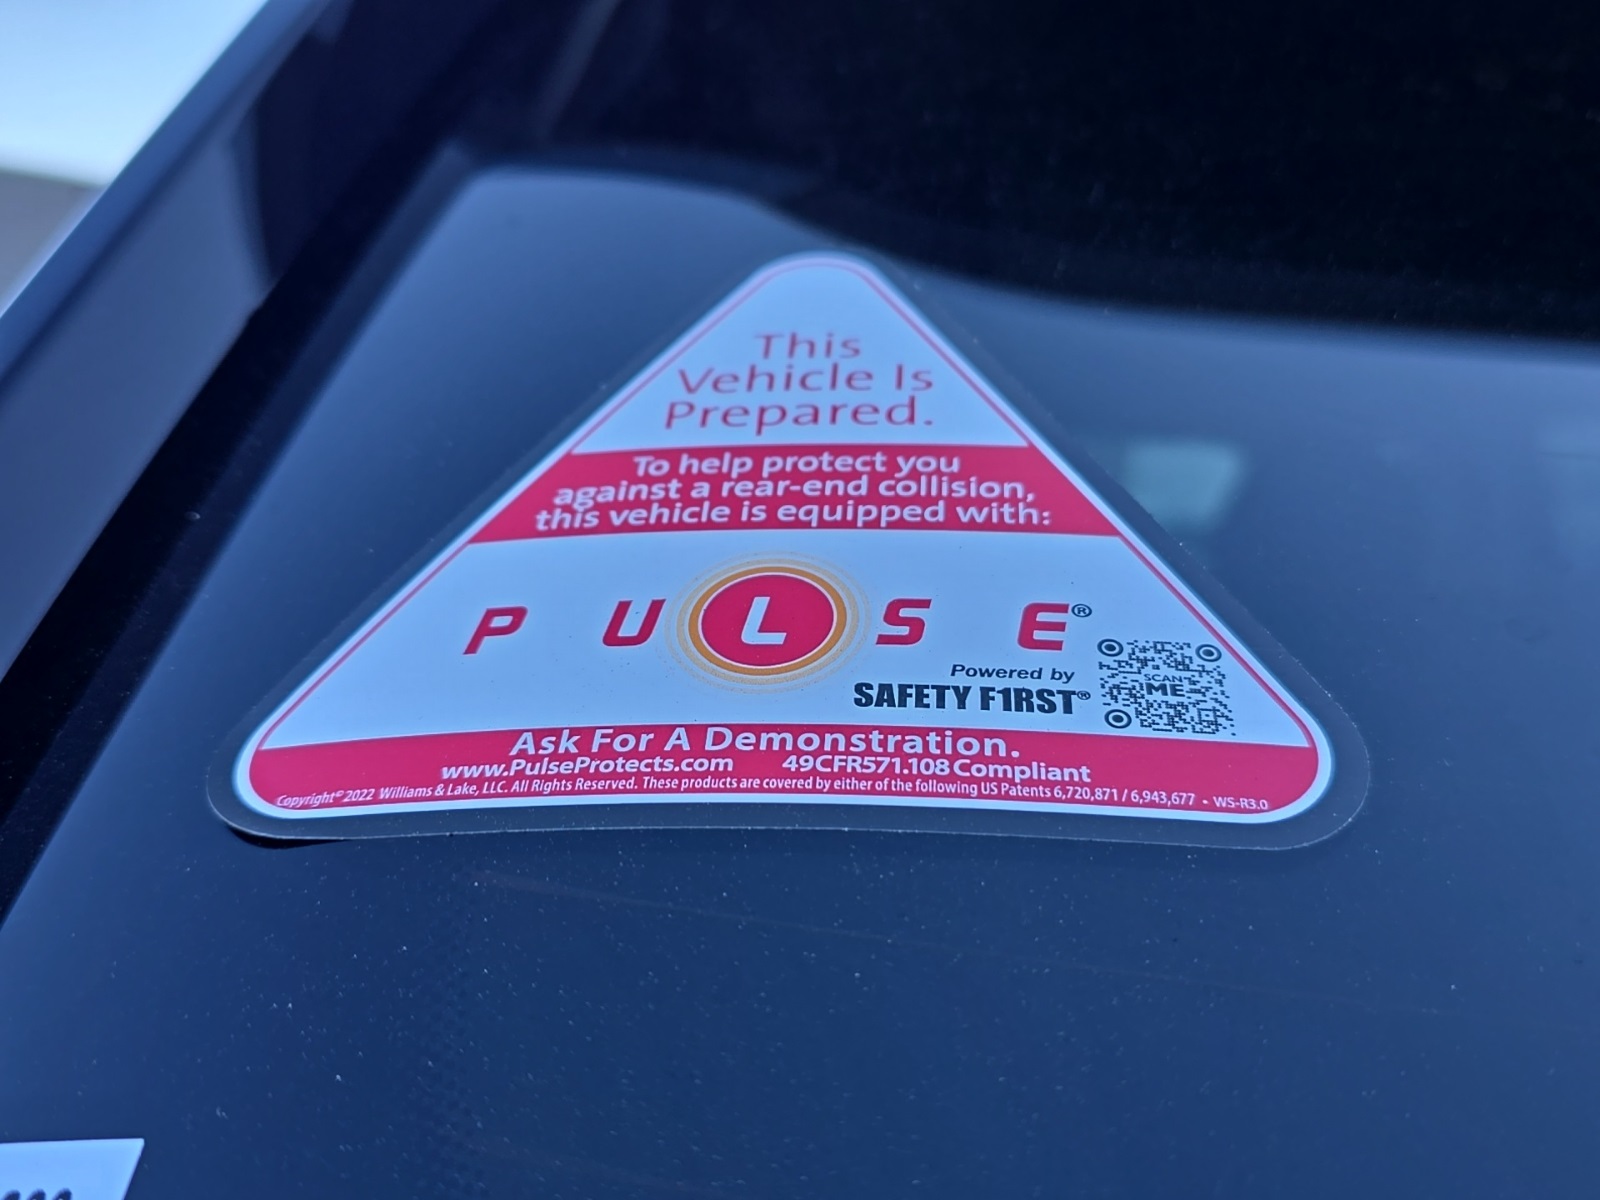 This
Vehicle Is
Prepared.
To help protect you
against a rear-end collision,
this vehicle is equipped with:
PULSE®
Powered by
SAFETY F1RST®
SCAN
ME
Ask For A Demonstration.
www.PulseProtects.com 49CFR571.108 Compliant
Copyright© 2022 Williams & Lake, LLC. All Rights Reserved. These products are covered by either of the following US Patents 6,720,871 / 6,943,677 • WS-R3.0